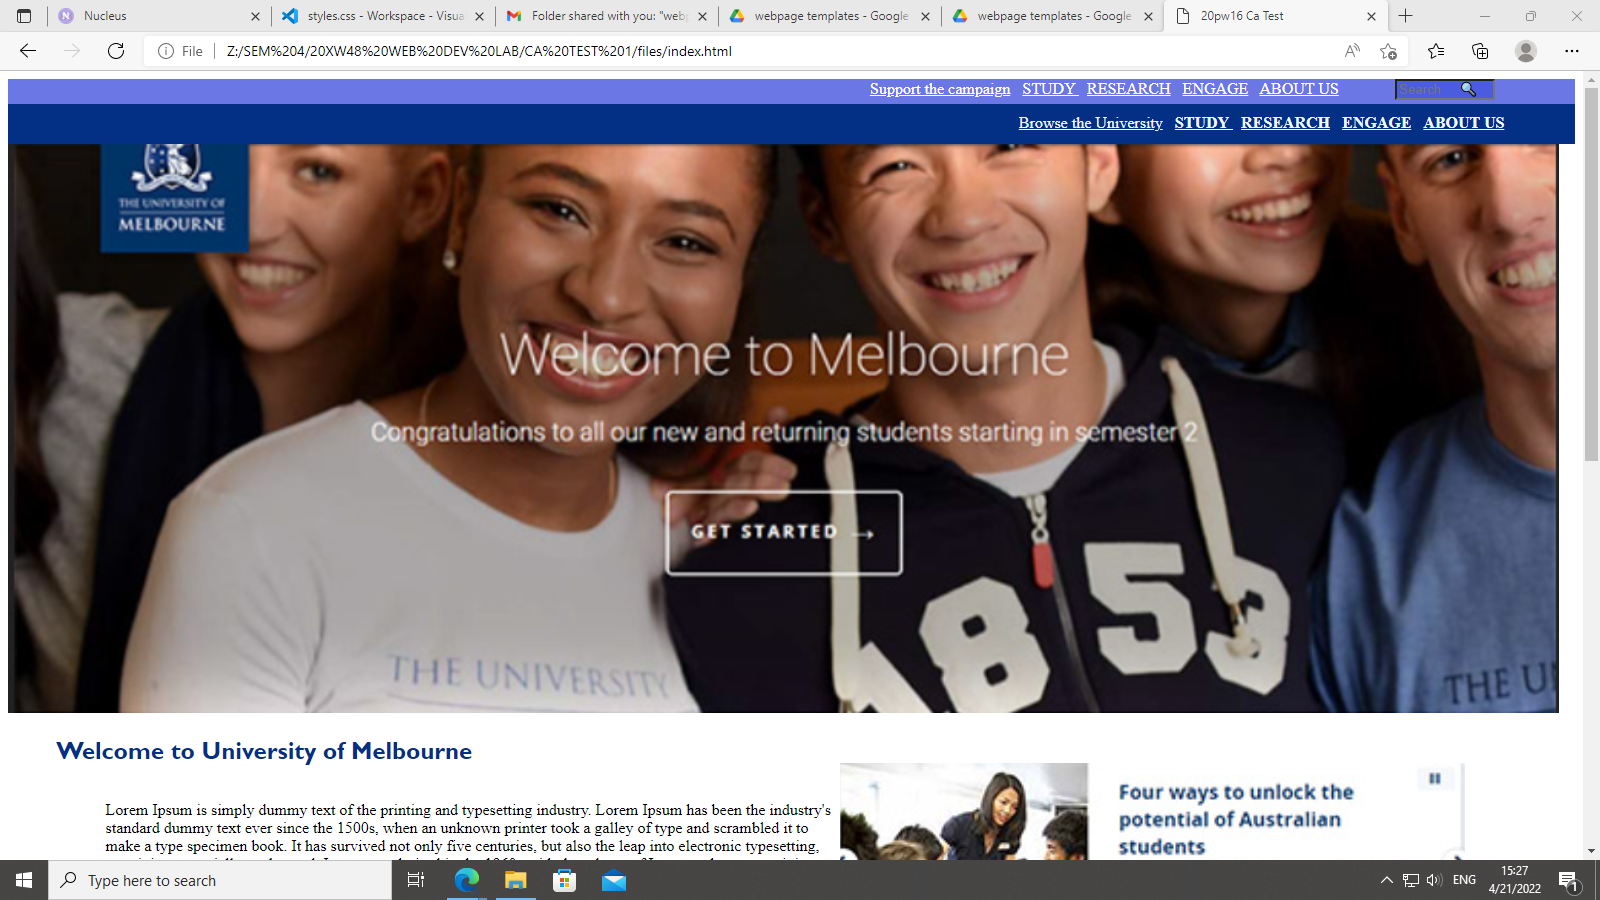 Nucleus
styles.css - Workspace - Visua
Folder shared with you: "web
webpage templates - Google
webpage templates - Google
20pw16 Ca Test
File
Z:/SEM%204/20XW48%20WEB%20DEV%20LAB/CA%20TEST%201/files/index.html
Support the campaign STUDY RESEARCH ENGAGE ABOUT US Search
Browse the University STUDY RESEARCH ENGAGE ABOUT US
THE UNIVERSITY OF
MELBOURNE
Welcome to Melbourne
Congratulations to all our new and returning students starting in semester 2
GET STARTED →
1853
THE UNIVERSITY
THE U
Welcome to University of Melbourne
Lorem Ipsum is simply dummy text of the printing and typesetting industry. Lorem Ipsum has been the industry's
standard dummy text ever since the 1500s, when an unknown printer took a galley of type and scrambled it to
make a type specimen book. It has survived not only five centuries, but also the leap into electronic typesetting,
Four ways to unlock the
potential of Australian
students
Type here to search
ENG
15:27
4/21/2022
1